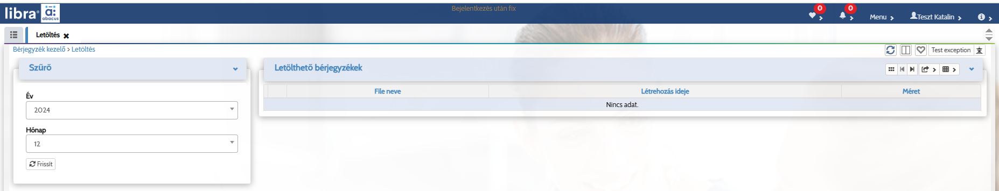 Bejelentkezés után fix
libra® a: abacus
0
0
Menu
Teszt Katalin
Letöltés
Bérjegyzék kezelő > Letöltés
Test exception
Szűrő
Letölthető bérjegyzékek
Év
2024
Hónap
12
Frissít
File neve Létrehozás ideje Méret
Nincs adat.